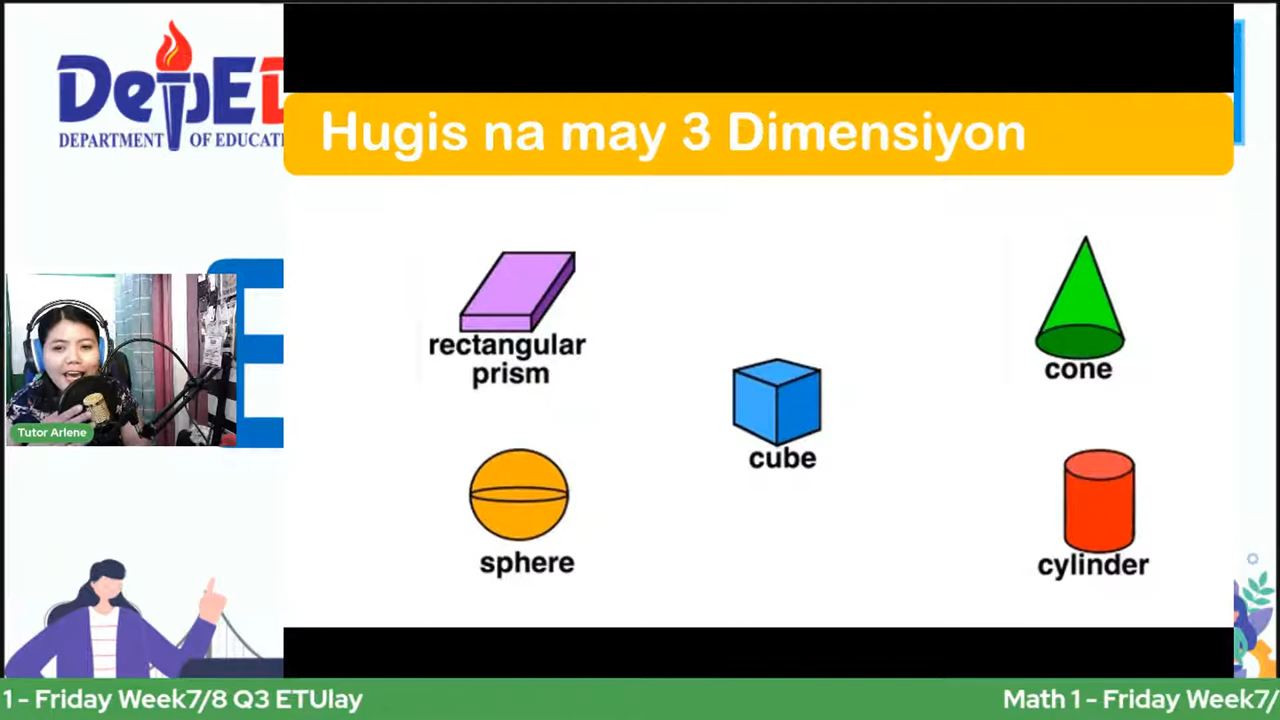 DepED
DEPARTMENT OF EDUCATI
Hugis na may 3 Dimensiyon
rectangular
prism
cone
cube
sphere
cylinder
Tutor Arlene
1 - Friday Week7/8 Q3 ETUlay
Math 1 - Friday Week7/